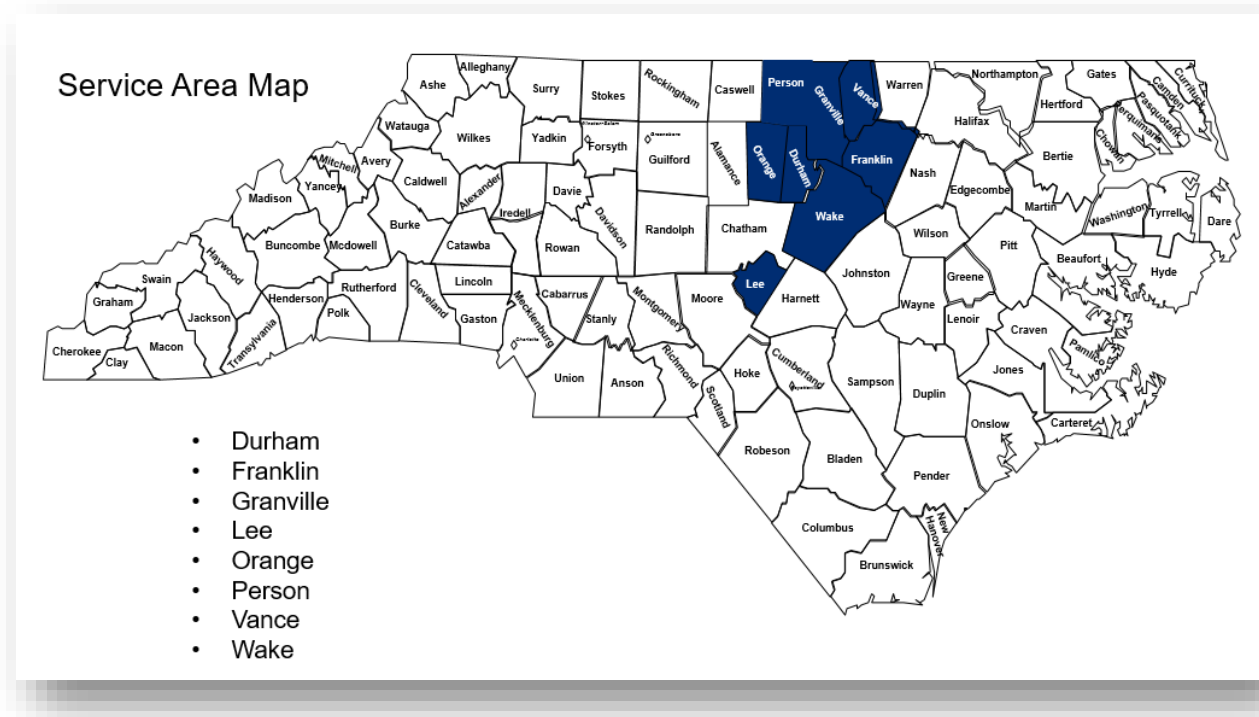 Service Area Map
Alleghany
Ashe
Surry
Stokes
Rockingham
Caswell
Person
Granville
Vance
Warren
Northampton
Gates
Camden
Currituck
Pasquotank
Perquimans
Hertford
Halifax
Watauga
Wilkes
Yadkin
Winston-Salem
Forsyth
Greensboro
Guilford
Alamance
Orange
Durham
Franklin
Nash
Edgecombe
Bertie
Chowan
Mitchell
Avery
Yancey
Caldwell
Alexander
Iredell
Davie
Davidson
Randolph
Chatham
Wake
Wilson
Martin
Washington
Tyrrell
Dare
Madison
Buncombe
Mcdowell
Burke
Catawba
Rowan
Johnston
Pitt
Beaufort
Hyde
Haywood
Swain
Graham
Jackson
Henderson
Rutherford
Polk
Cleveland
Lincoln
Gaston
Mecklenburg
Charlotte
Cabarrus
Stanly
Montgomery
Moore
Lee
Harnett
Wayne
Greene
Lenoir
Craven
Pamlico
Cherokee
Clay
Macon
Transylvania
Union
Anson
Richmond
Scotland
Hoke
Cumberland
Sampson
Duplin
Jones
Onslow
Carteret
Robeson
Bladen
Pender
Columbus
New
Hanover
Brunswick
• Durham
• Franklin
• Granville
• Lee
• Orange
• Person
• Vance
• Wake